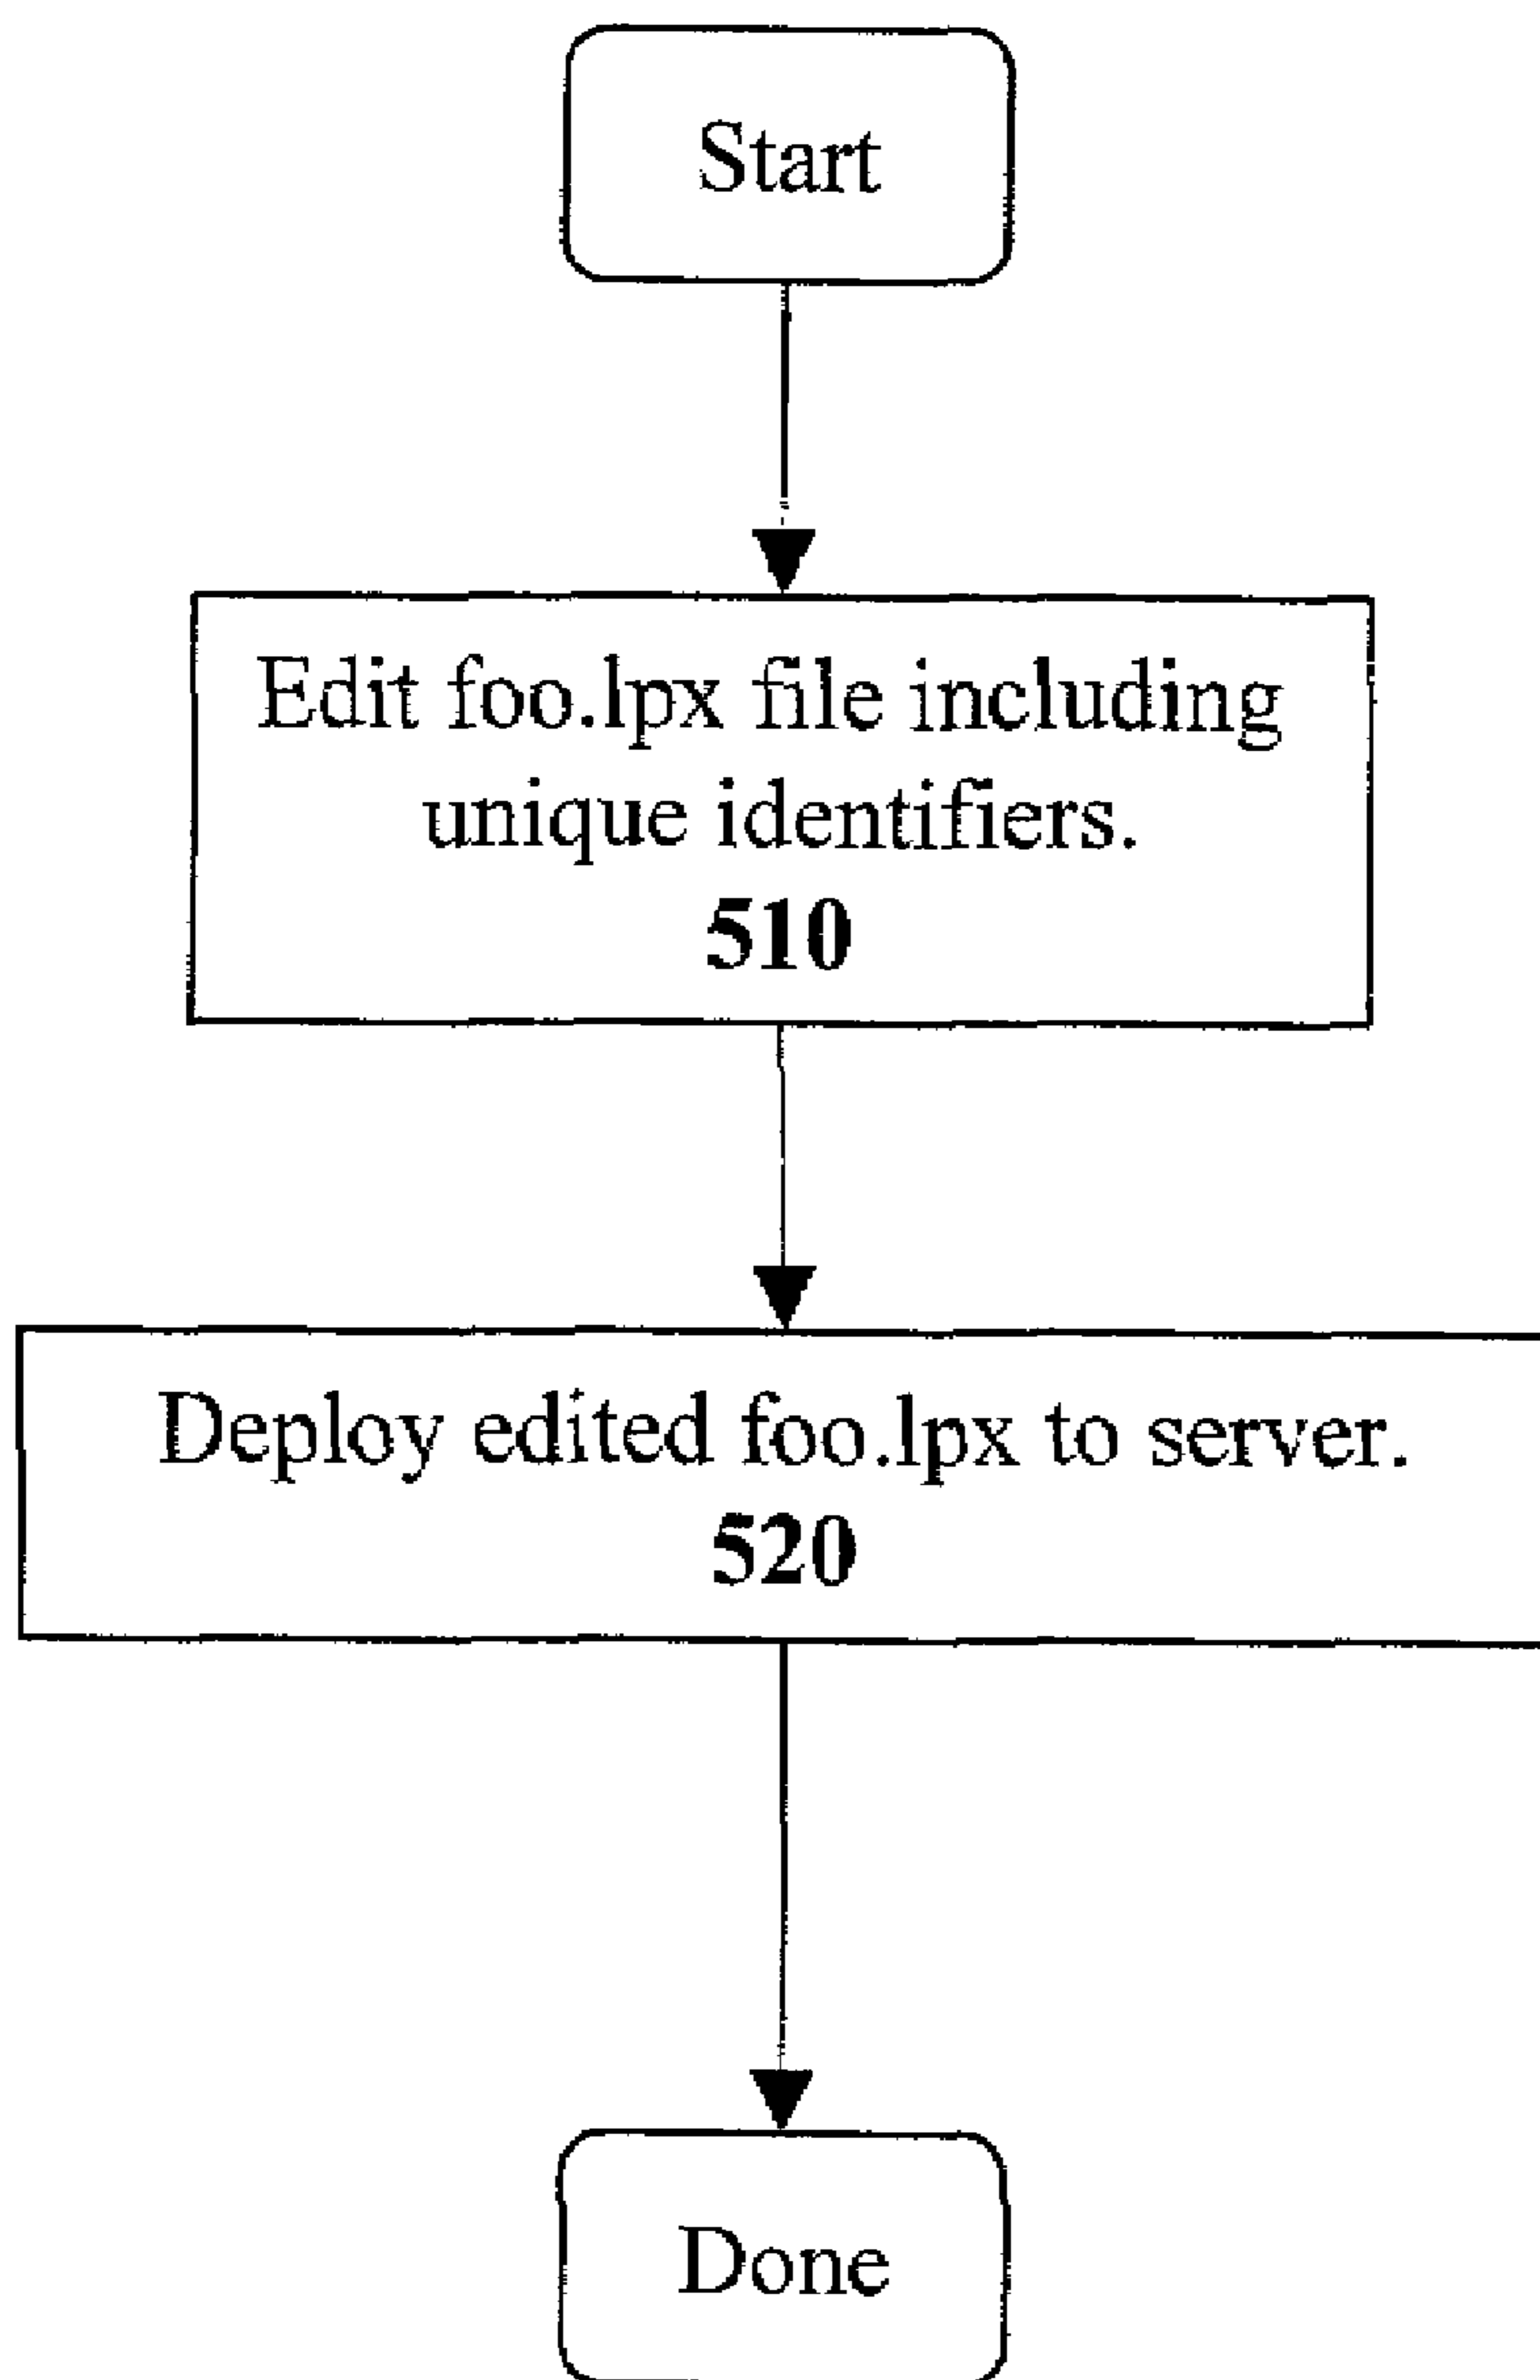 Start
Edit foo.lpx file including
unique identifiers.
510
Deploy edited foo.lpx to server.
520
Done